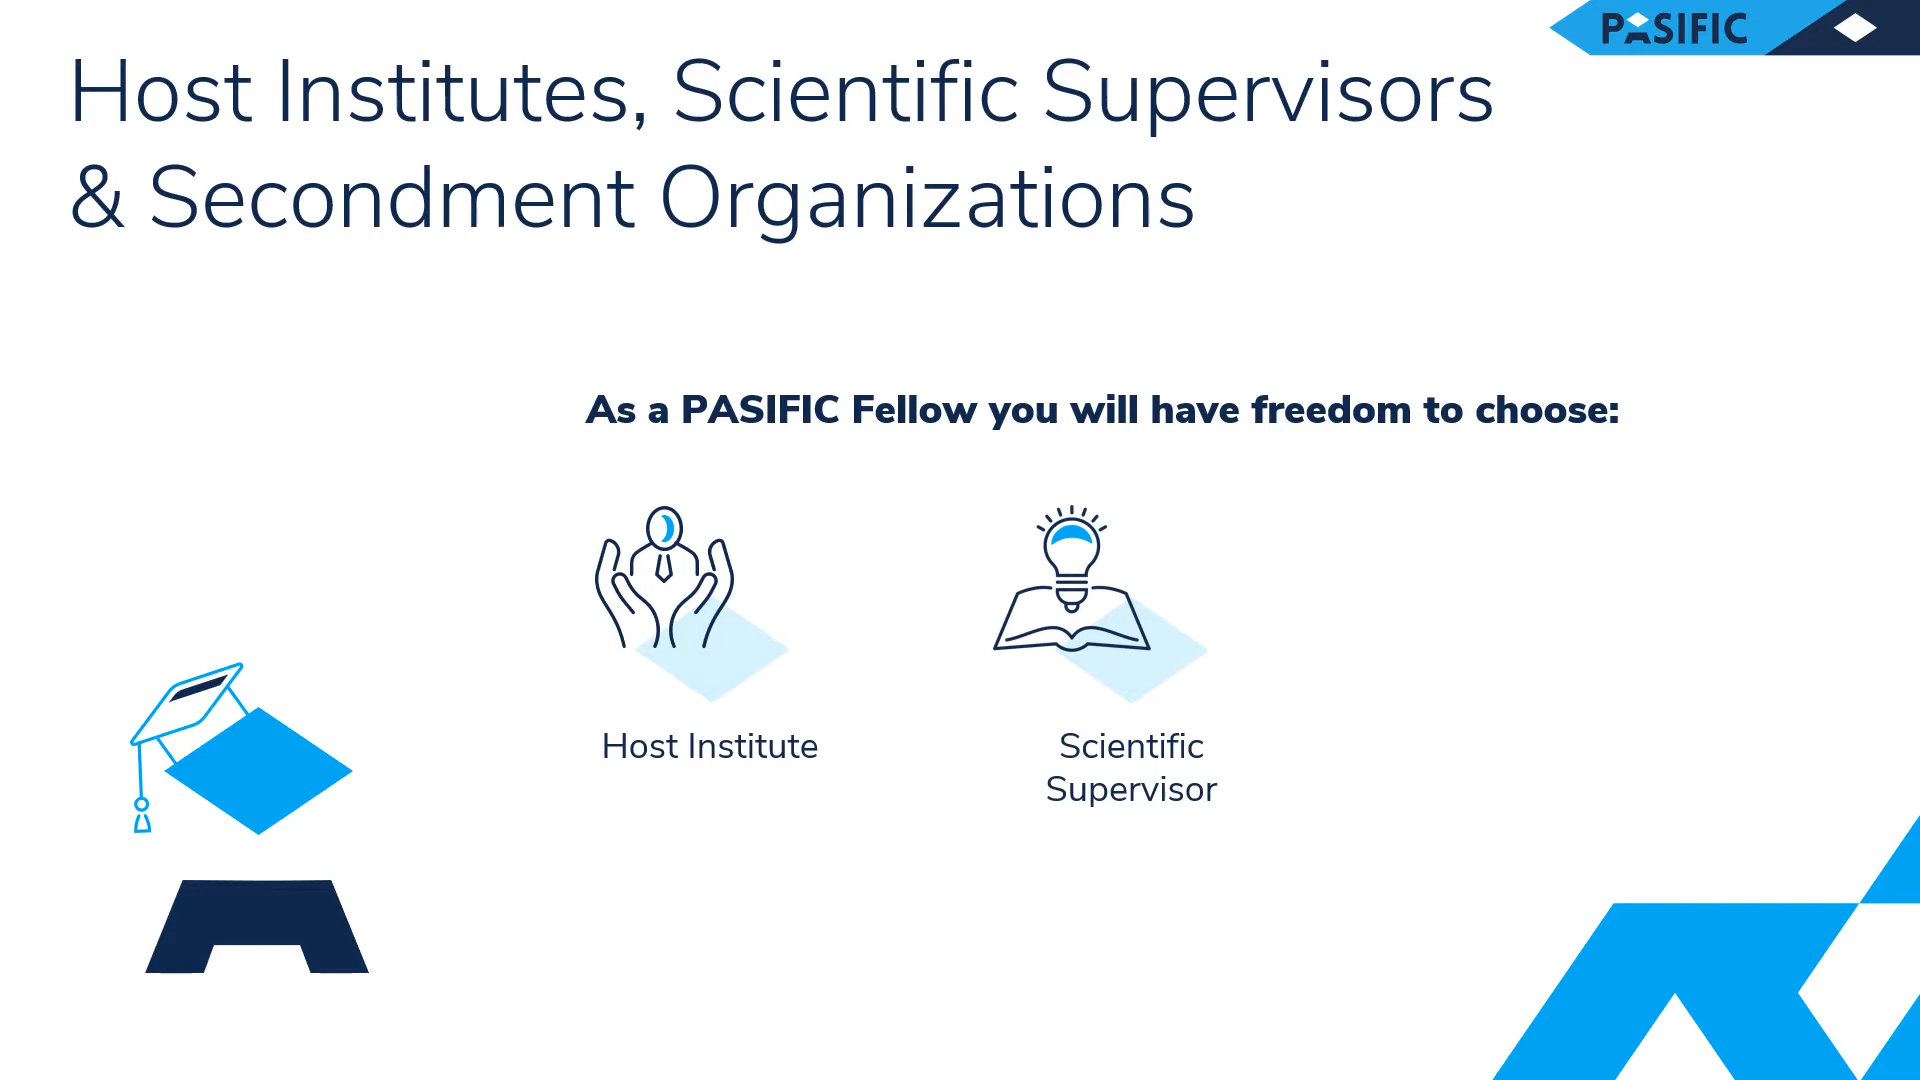 PASIFIC
Host Institutes, Scientific Supervisors
& Secondment Organizations
As a PASIFIC Fellow you will have freedom to choose:
Host Institute
Scientific
Supervisor